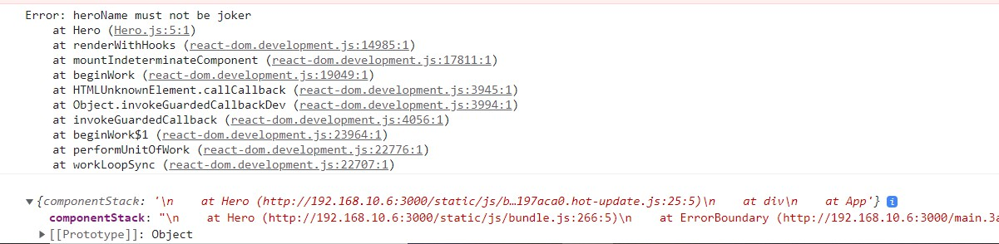 Error: heroName must not be joker
at Hero (Hero.js:5:1)
at renderWithHooks (react-dom.development.js:14985:1)
at mountIndeterminateComponent (react-dom.development.js:17811:1)
at beginWork (react-dom.development.js:19049:1)
at HTMLUnknownElement.callCallback (react-dom.development.js:3945:1)
at Object.invokeGuardedCallbackDev (react-dom.development.js:3994:1)
at invokeGuardedCallback (react-dom.development.js:4056:1)
at beginWork$1 (react-dom.development.js:23964:1)
at performUnitOfWork (react-dom.development.js:22776:1)
at workLoopSync (react-dom.development.js:22707:1)
▼{componentStack: '\n    at Hero (http://192.168.10.6:3000/static/js/b…197aca0.hot-update.js:25:5)\n    at div\n    at App'} i
componentStack: "\n    at Hero (http://192.168.10.6:3000/static/js/bundle.js:266:5)\n    at ErrorBoundary (http://192.168.10.6:3000/main.3a
▶[[Prototype]]: Object